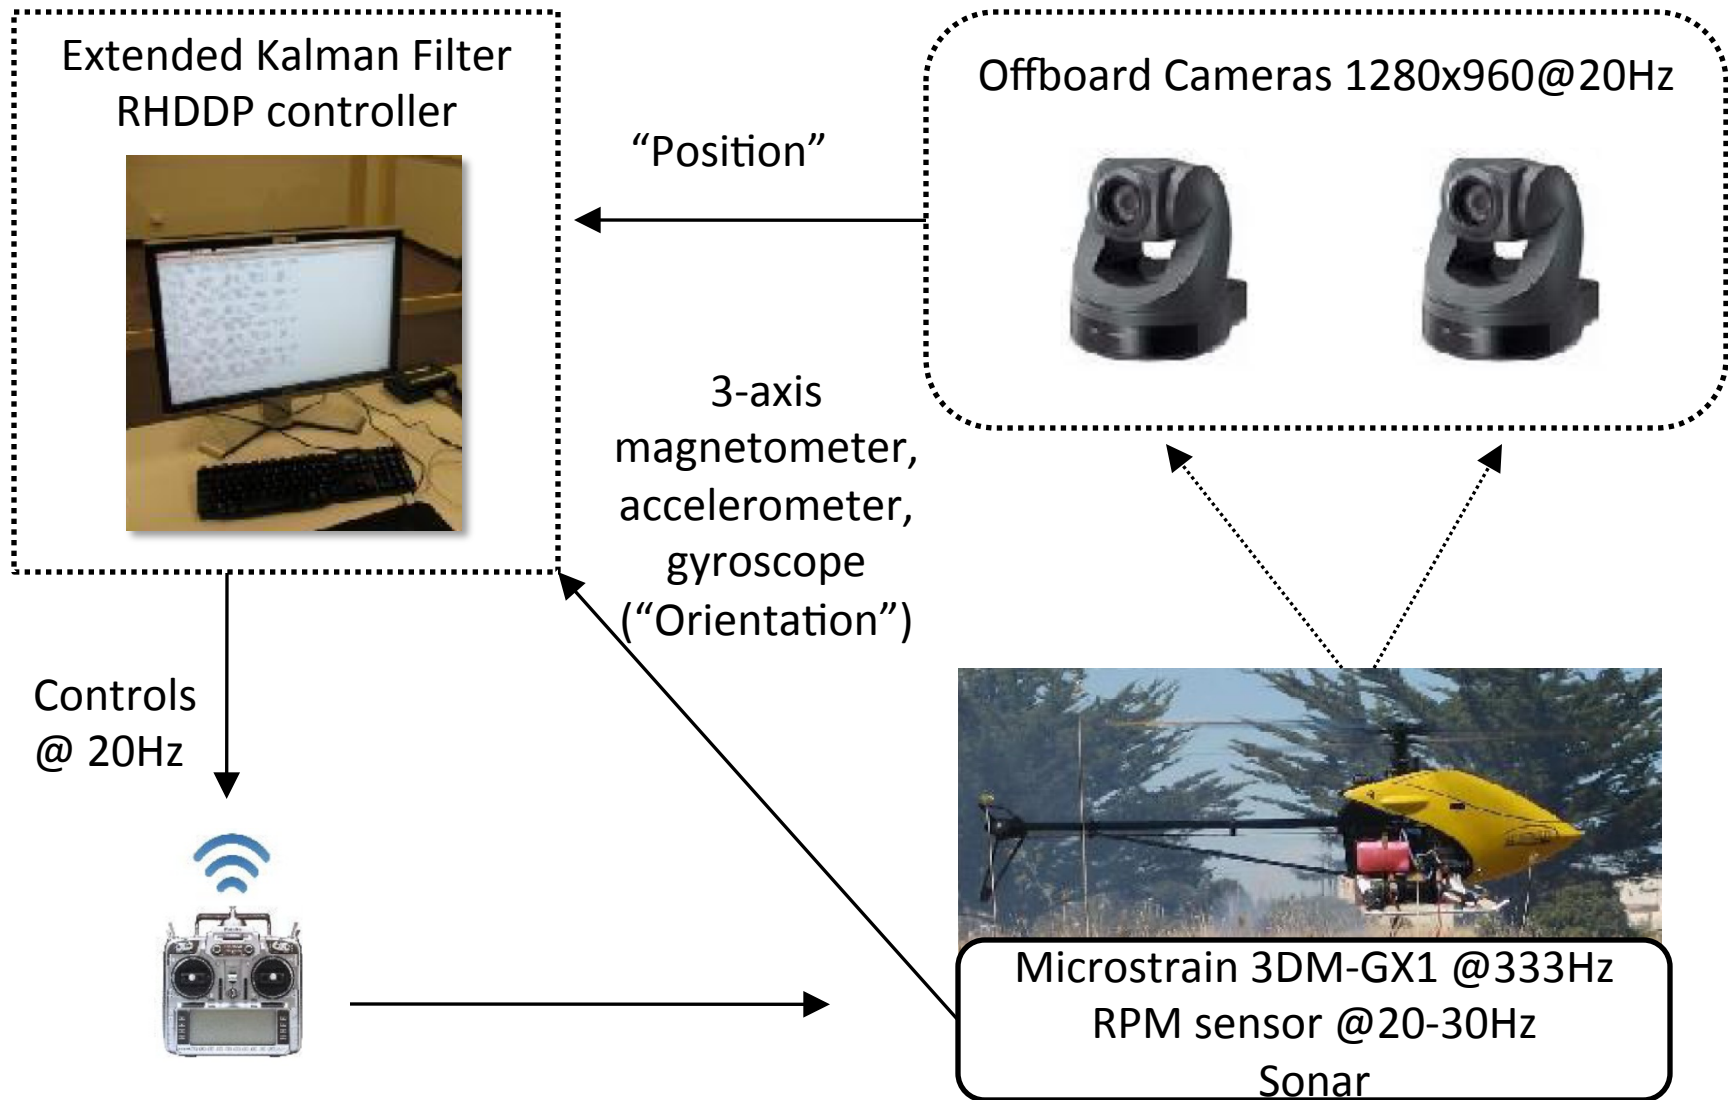 Extended Kalman Filter
RHDDP controller
Offboard Cameras 1280x960@20Hz
“Position”
3-axis
magnetometer,
accelerometer,
gyroscope
(“Orientation”)
Controls
@ 20Hz
Microstrain 3DM-GX1 @333Hz
RPM sensor @20-30Hz
Sonar